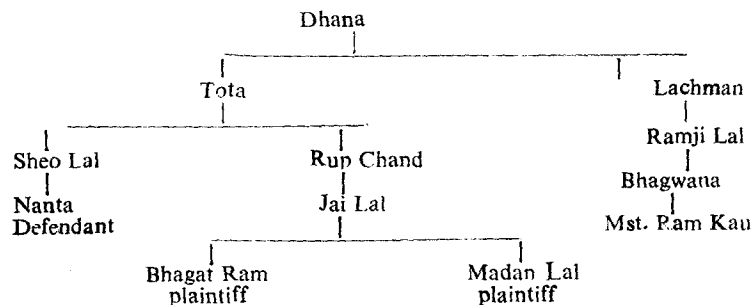 Dhana
Tota
Lachman
Sheo Lal
Rup Chand
Ramji Lal
Nanta
Defendant
Jai Lal
Bhagwana
Mst. Ram Kau
Bhagat Ram
plaintiff
Madan Lal
plaintiff